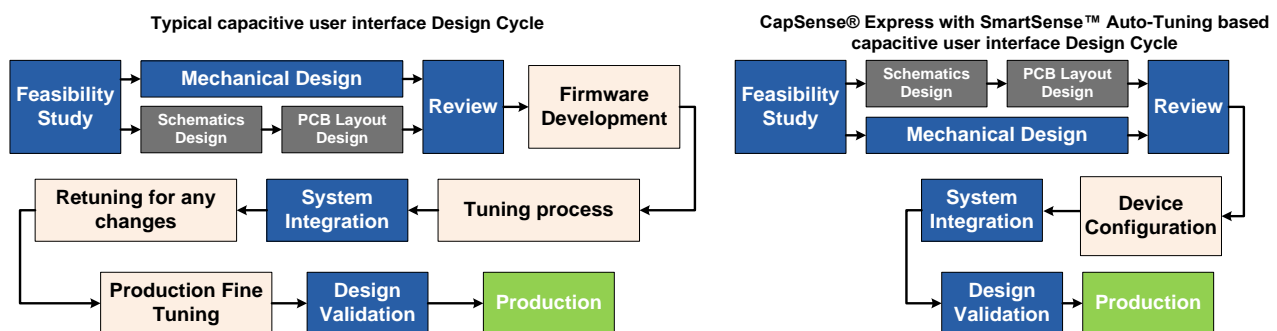 Typical capacitive user interface Design Cycle
Feasibility
Study
Mechanical Design
Schematics
Design
PCB Layout
Design
Review
Firmware
Development
Retuning for any
changes
System
Integration
Tuning process
Production Fine
Tuning
Design
Validation
Production
CapSense® Express with SmartSense™ Auto-Tuning based
capacitive user interface Design Cycle
Feasibility
Study
Schematics
Design
PCB Layout
Design
Mechanical Design
Review
System
Integration
Device
Configuration
Design
Validation
Production